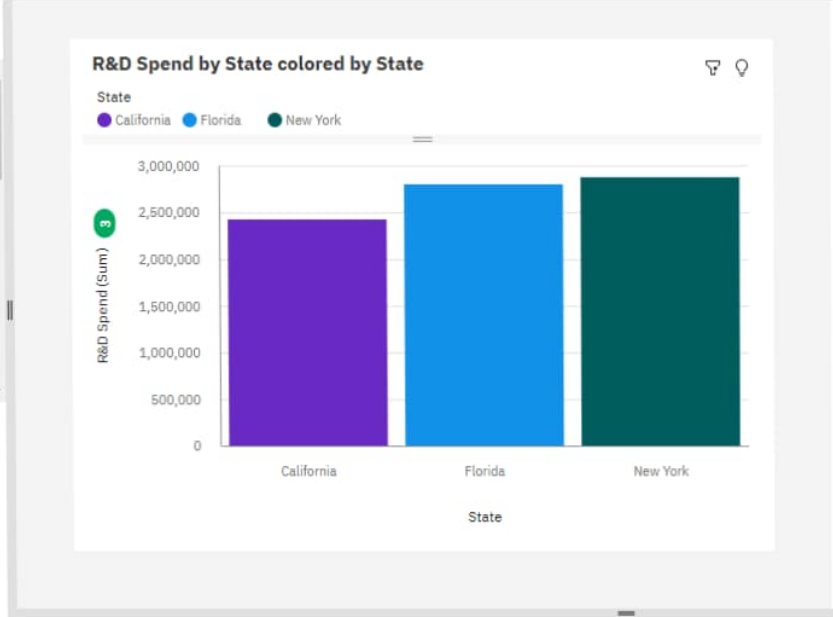 R&D Spend by State colored by State
State
California Florida New York
3,000,000
2,500,000
2,000,000
1,500,000
1,000,000
500,000
0
3
R&D Spend (Sum)
California Florida New York
State